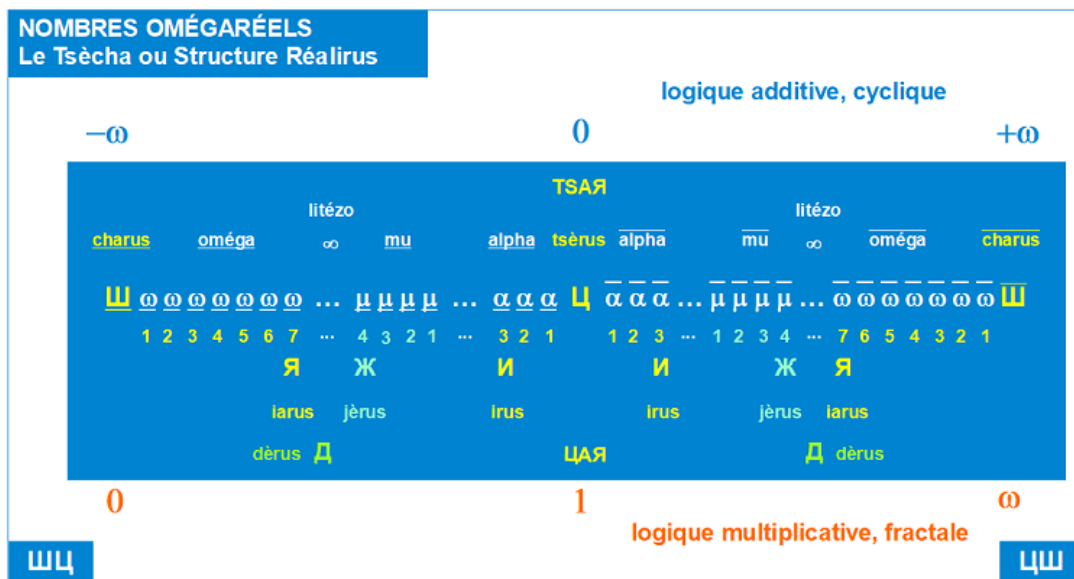 NOMBRES OMÉGARÉELS
Le Tsècha ou Structure Réalirus
logique additive, cyclique
−ω 0 +ω
TSAЯ
litézo litézo
charus oméga ∞ mu alpha tsèrus alpha mu ∞ oméga charus
Ш ω ω ω ω ω ω ω ... μ μ μ μ ... α α α Ц α α α ... μ μ μ μ ... ω ω ω ω ω ω ω Ш
1 2 3 4 5 6 7 ... 4 3 2 1 ... 3 2 1 1 2 3 ... 1 2 3 4 ... 7 6 5 4 3 2 1
Я Ж И И Ж Я
iarus jèrus irus irus jèrus iarus
dèrus Д ЦАЯ Д dèrus
0 1 ω
logique multiplicative, fractale
ШЦ ЦШ